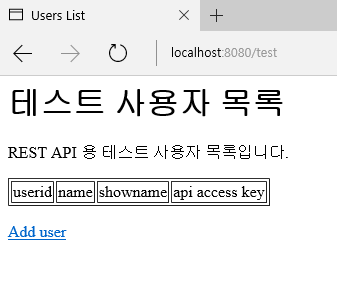 Users List
localhost:8080/test
테스트 사용자 목록
REST API 용 테스트 사용자 목록입니다.
userid name showname api access key
Add user